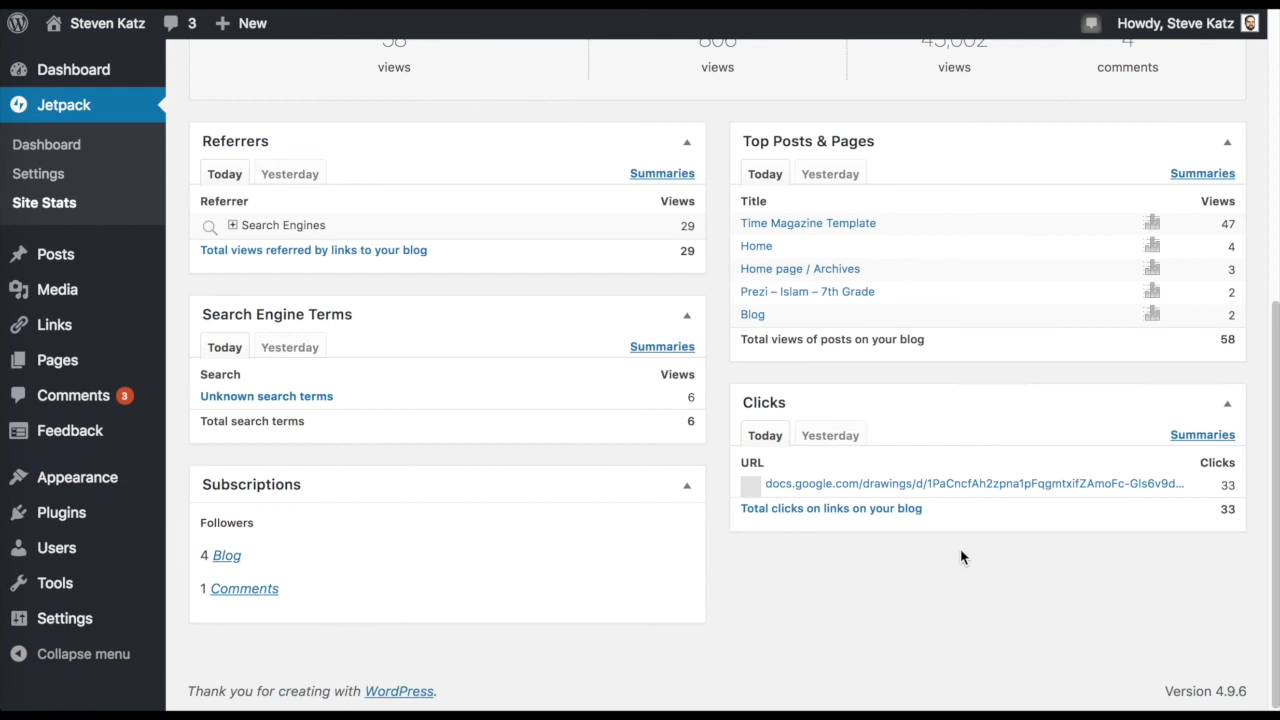 Steven Katz 3 New Howdy, Steve Katz
Dashboard
Jetpack
Dashboard
Settings
Site Stats
Posts
Media
Links
Pages
Comments 3
Feedback
Appearance
Plugins
Users
Tools
Settings
Collapse menu
views views views comments
Referrers
Today Yesterday Summaries
Referrer Views
Search Engines 29
Total views referred by links to your blog 29
Search Engine Terms
Today Yesterday Summaries
Search Views
Unknown search terms 6
Total search terms 6
Subscriptions
Followers
4 Blog
1 Comments
Top Posts & Pages
Today Yesterday Summaries
Title Views
Time Magazine Template 47
Home 4
Home page / Archives 3
Prezi – Islam – 7th Grade 2
Blog 2
Total views of posts on your blog 58
Clicks
Today Yesterday Summaries
URL Clicks
docs.google.com/drawings/d/1PaCncfAh2zpna1pFqgmtxifZAmoFc-Gls6v9d... 33
Total clicks on links on your blog 33
Thank you for creating with WordPress. Version 4.9.6